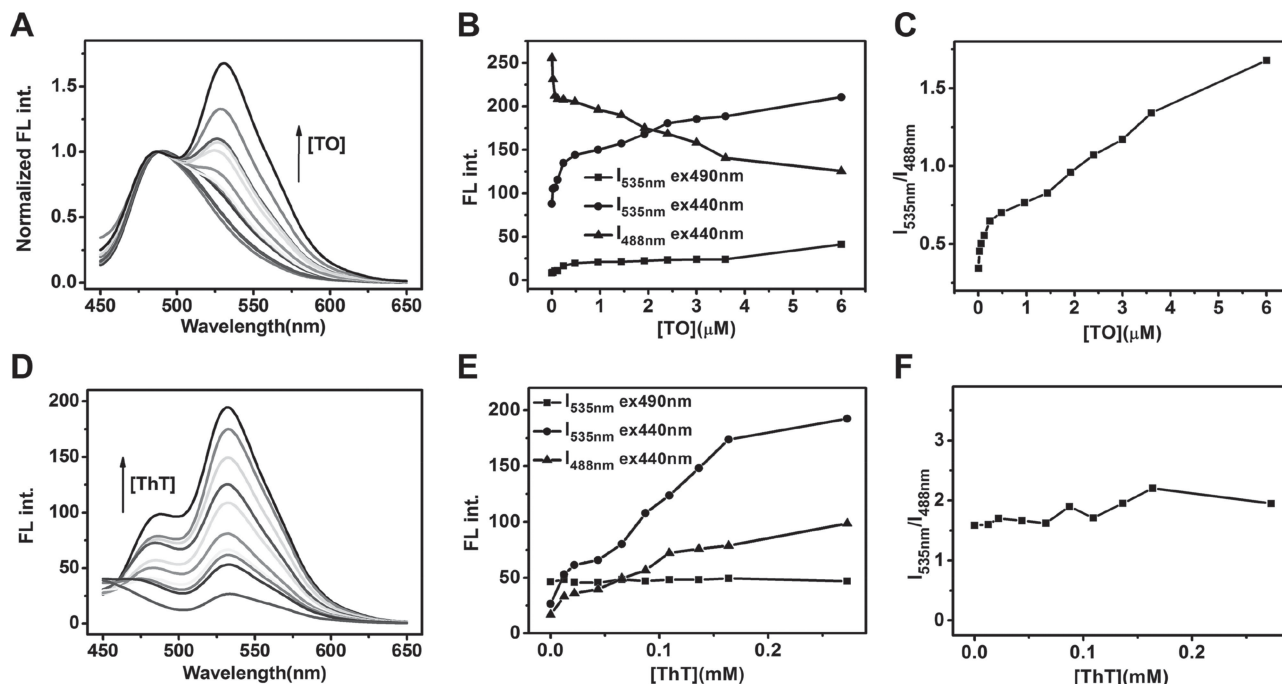 A
Normalized FL int.
1.5
1.0
0.5
0.0
[TO]
450 500 550 600 650
Wavelength(nm)
B
FL int.
250
200
150
100
50
0
I535nm ex490nm
I535nm ex440nm
I488nm ex440nm
0 1 2 3 4 5 6
[TO](μM)
C
I535nm/I488nm
1.5
1.0
0.5
0 1 2 3 4 5 6
[TO](μM)
D
FL int.
200
150
100
50
0
[ThT]
450 500 550 600 650
Wavelength(nm)
E
FL int.
200
150
100
50
0
I535nm ex490nm
I535nm ex440nm
I488nm ex440nm
0.0 0.1 0.2
[ThT](mM)
F
I535nm/I488nm
3
2
1
0.0 0.1 0.2
[ThT](mM)